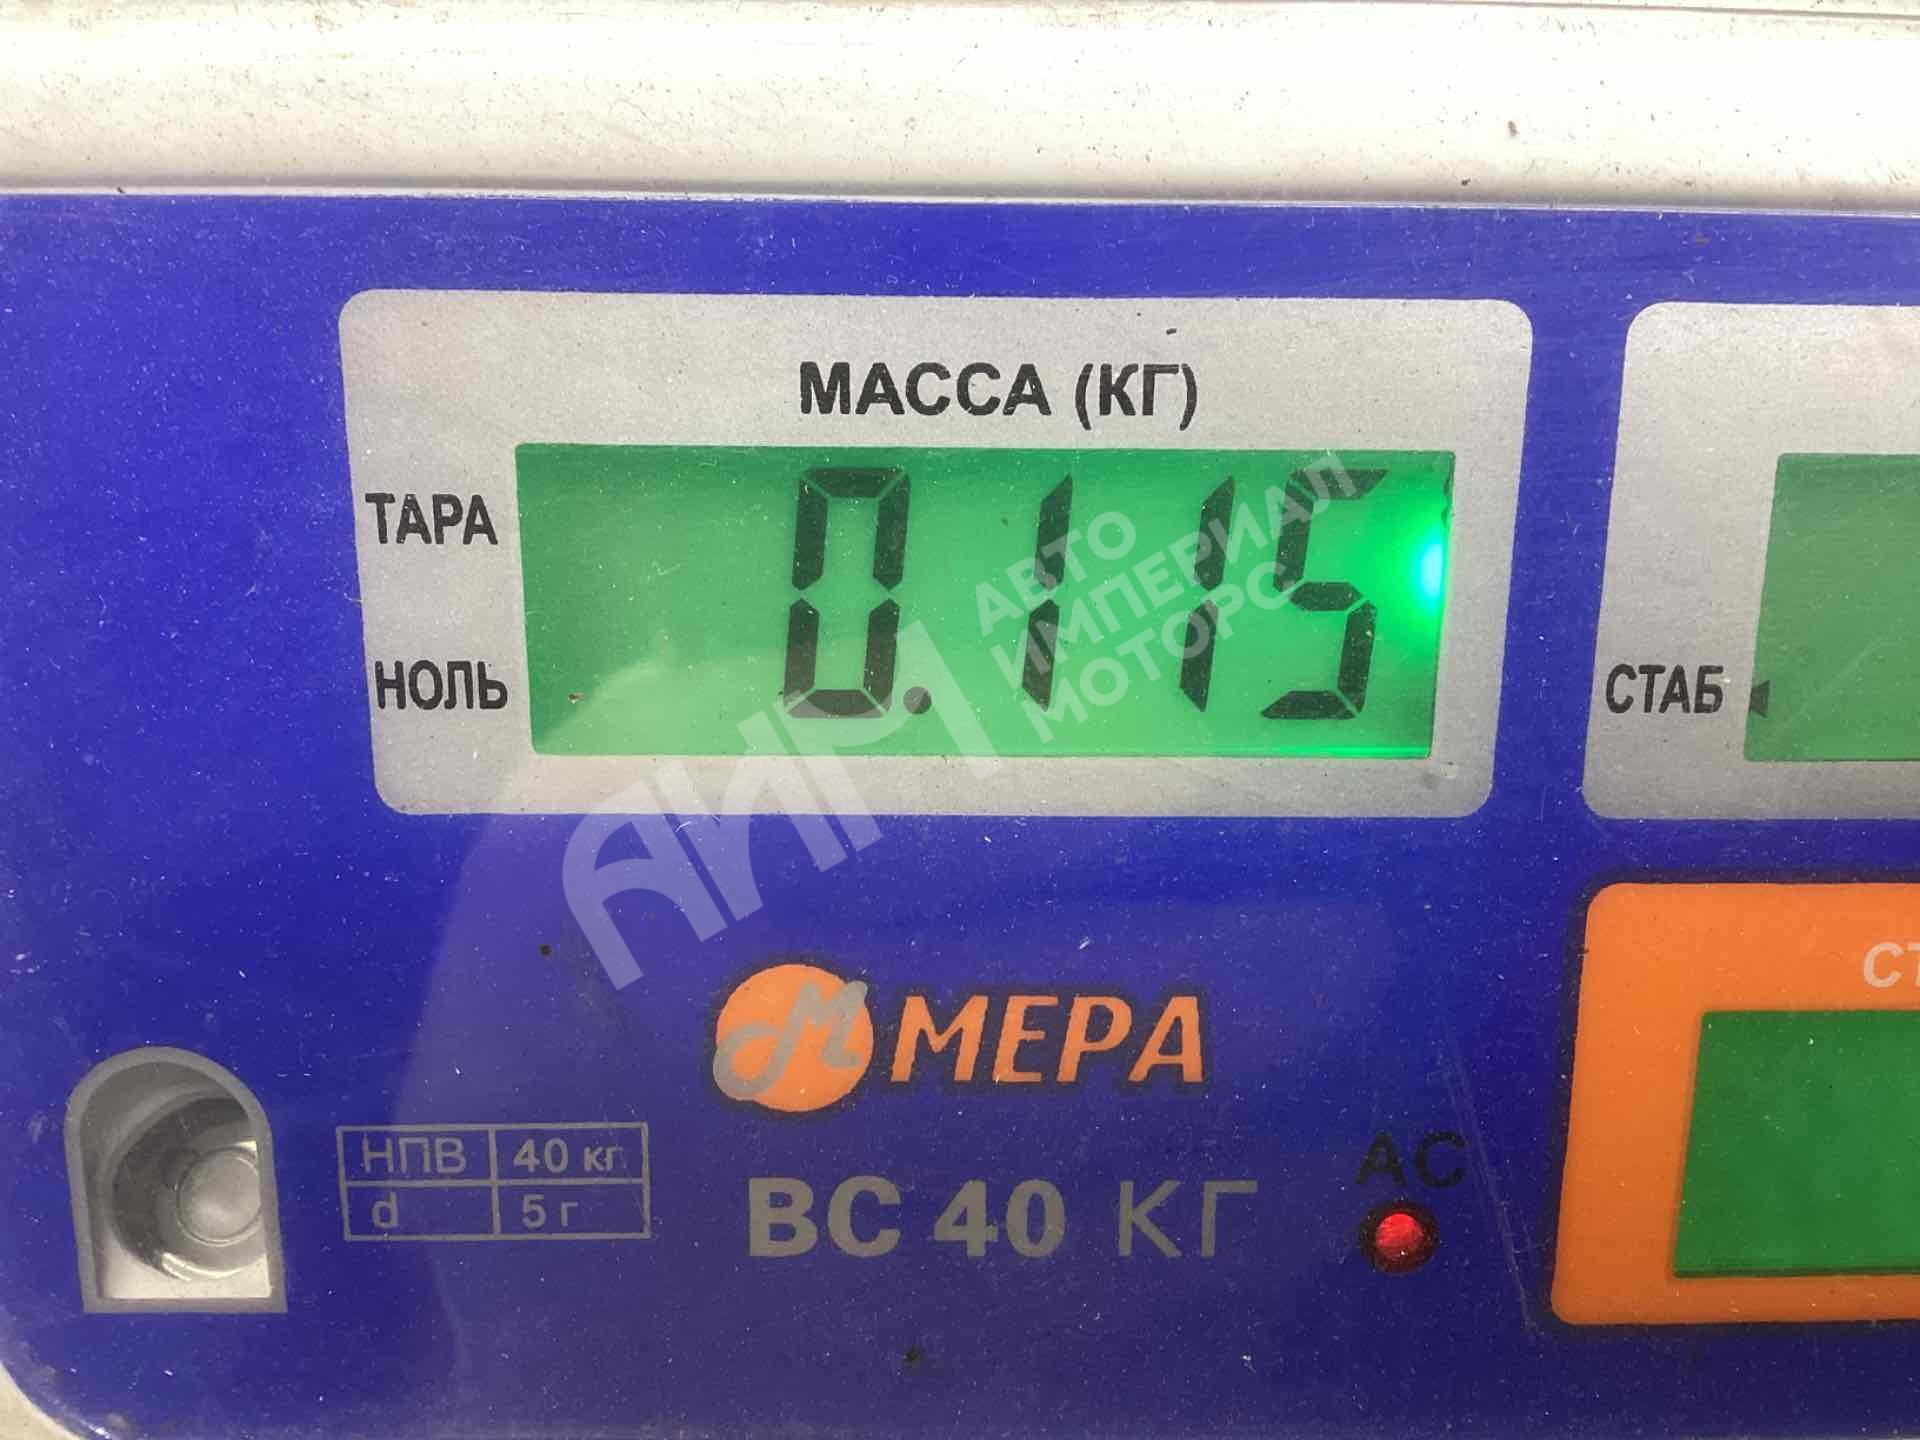 МАССА (КГ)
ТАРА
0.115
НОЛЬ
СТАБ
АВТО
ИМПЕРИАЛ
МОТОРС
АИМ
СТ
М МЕРА
НПВ 40 кг
d 5 г
ВС 40 КГ
АС